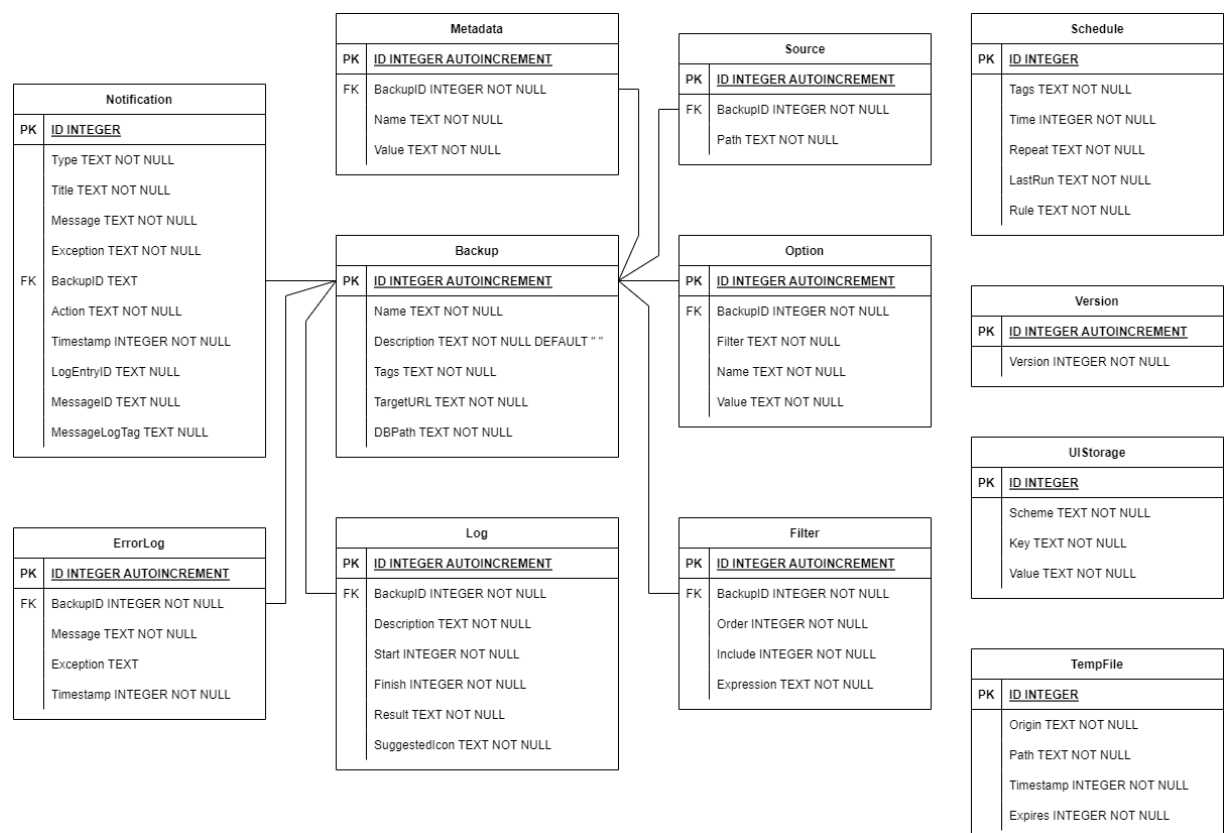 Notification
PK ID INTEGER
Type TEXT NOT NULL
Title TEXT NOT NULL
Message TEXT NOT NULL
Exception TEXT NOT NULL
FK BackupID TEXT
Action TEXT NOT NULL
Timestamp INTEGER NOT NULL
LogEntryID TEXT NULL
MessageID TEXT NULL
MessageLogTag TEXT NULL
ErrorLog
PK ID INTEGER AUTOINCREMENT
FK BackupID INTEGER NOT NULL
Message TEXT NOT NULL
Exception TEXT
Timestamp INTEGER NOT NULL
Metadata
PK ID INTEGER AUTOINCREMENT
FK BackupID INTEGER NOT NULL
Name TEXT NOT NULL
Value TEXT NOT NULL
Backup
PK ID INTEGER AUTOINCREMENT
Name TEXT NOT NULL
Description TEXT NOT NULL DEFAULT " "
Tags TEXT NOT NULL
TargetURL TEXT NOT NULL
DBPath TEXT NOT NULL
Log
PK ID INTEGER AUTOINCREMENT
FK BackupID INTEGER NOT NULL
Description TEXT NOT NULL
Start INTEGER NOT NULL
Finish INTEGER NOT NULL
Result TEXT NOT NULL
SuggestedIcon TEXT NOT NULL
Source
PK ID INTEGER AUTOINCREMENT
FK BackupID INTEGER NOT NULL
Path TEXT NOT NULL
Option
PK ID INTEGER AUTOINCREMENT
FK BackupID INTEGER NOT NULL
Filter TEXT NOT NULL
Name TEXT NOT NULL
Value TEXT NOT NULL
Filter
PK ID INTEGER AUTOINCREMENT
FK BackupID INTEGER NOT NULL
Order INTEGER NOT NULL
Include INTEGER NOT NULL
Expression TEXT NOT NULL
Schedule
PK ID INTEGER
Tags TEXT NOT NULL
Time INTEGER NOT NULL
Repeat TEXT NOT NULL
LastRun TEXT NOT NULL
Rule TEXT NOT NULL
Version
PK ID INTEGER AUTOINCREMENT
Version INTEGER NOT NULL
UIStorage
PK ID INTEGER
Scheme TEXT NOT NULL
Key TEXT NOT NULL
Value TEXT NOT NULL
TempFile
PK ID INTEGER
Origin TEXT NOT NULL
Path TEXT NOT NULL
Timestamp INTEGER NOT NULL
Expires INTEGER NOT NULL